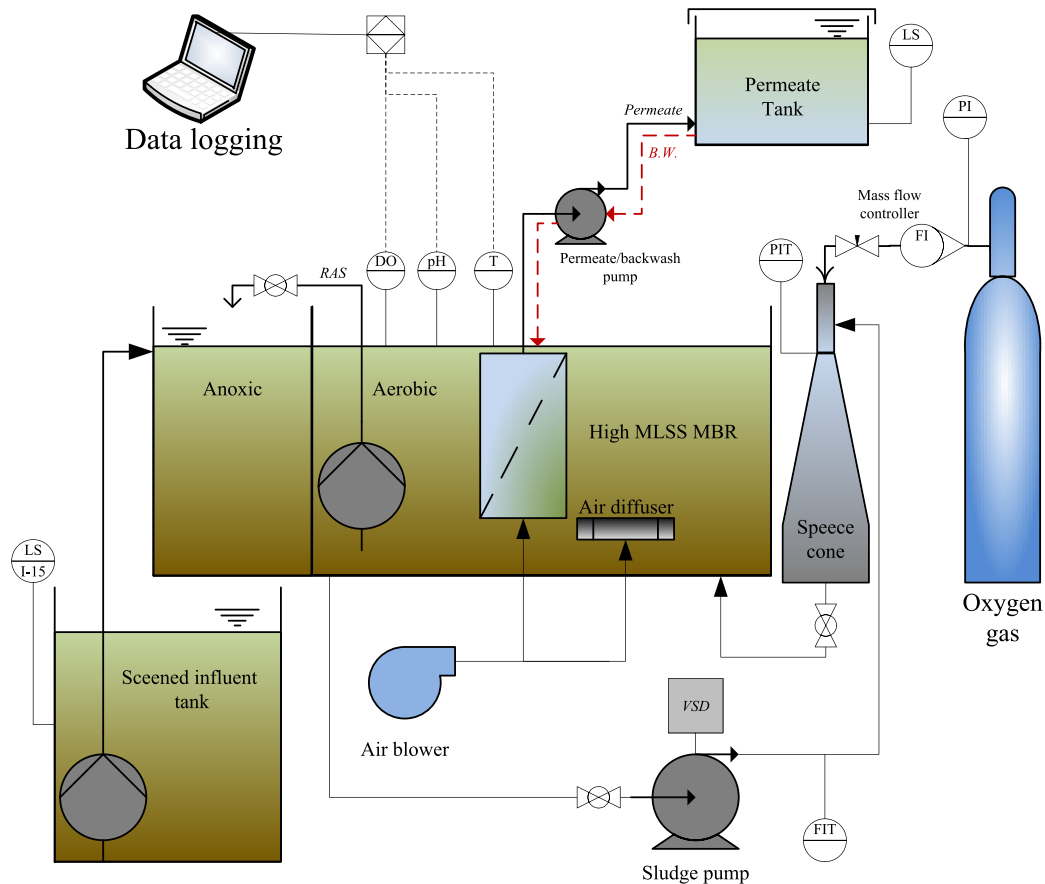 Data logging
LS
Permeate
Tank
Permeate
B.W.
PI
Mass flow
controller
FI
PIT
Permeate/backwash
pump
DO
pH
T
RAS
Anoxic
Aerobic
High MLSS MBR
Air diffuser
Speece
cone
Oxygen
gas
LS
I-15
Sceened influent
tank
Air blower
VSD
FIT
Sludge pump